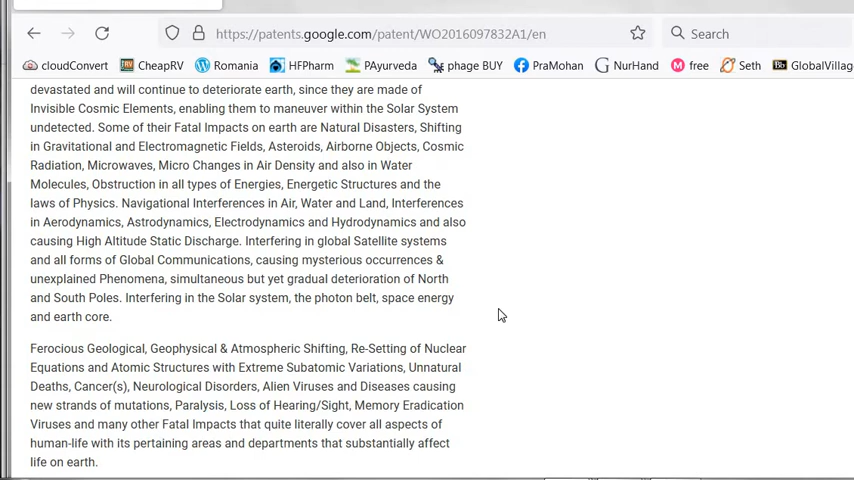 https://patents.google.com/patent/WO2016097832A1/en
Search
cloudConvert CheapRV Romania HFPharm PAyurveda phage BUY PraMohan NurHand free Seth GlobalVillag
devastated and will continue to deteriorate earth, since they are made of
Invisible Cosmic Elements, enabling them to maneuver within the Solar System
undetected. Some of their Fatal Impacts on earth are Natural Disasters, Shifting
in Gravitational and Electromagnetic Fields, Asteroids, Airborne Objects, Cosmic
Radiation, Microwaves, Micro Changes in Air Density and also in Water
Molecules, Obstruction in all types of Energies, Energetic Structures and the
laws of Physics. Navigational Interferences in Air, Water and Land, Interferences
in Aerodynamics, Astrodynamics, Electrodynamics and Hydrodynamics and also
causing High Altitude Static Discharge. Interfering in global Satellite systems
and all forms of Global Communications, causing mysterious occurrences &
unexplained Phenomena, simultaneous but yet gradual deterioration of North
and South Poles. Interfering in the Solar system, the photon belt, space energy
and earth core.
Ferocious Geological, Geophysical & Atmospheric Shifting, Re-Setting of Nuclear
Equations and Atomic Structures with Extreme Subatomic Variations, Unnatural
Deaths, Cancer(s), Neurological Disorders, Alien Viruses and Diseases causing
new strands of mutations, Paralysis, Loss of Hearing/Sight, Memory Eradication
Viruses and many other Fatal Impacts that quite literally cover all aspects of
human-life with its pertaining areas and departments that substantially affect
life on earth.